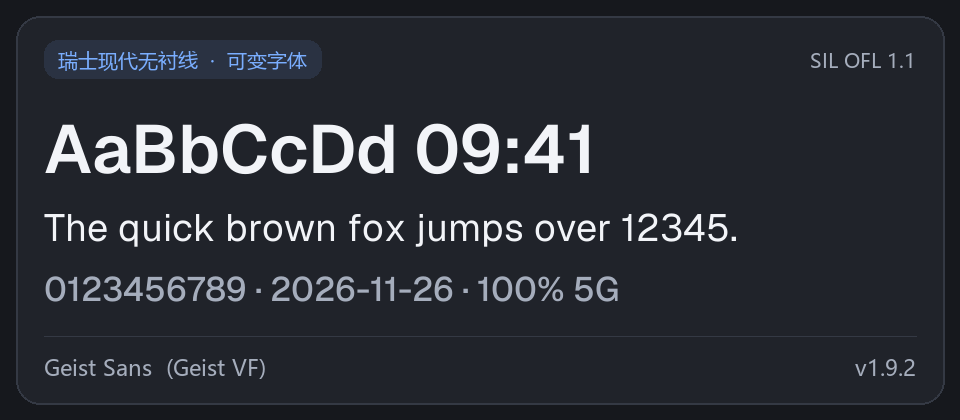 瑞士现代无衬线 · 可变字体
SIL OFL 1.1
AaBbCcDd 09:41
The quick brown fox jumps over 12345.
0123456789 · 2026-11-26 · 100% 5G
Geist Sans (Geist VF)
v1.9.2